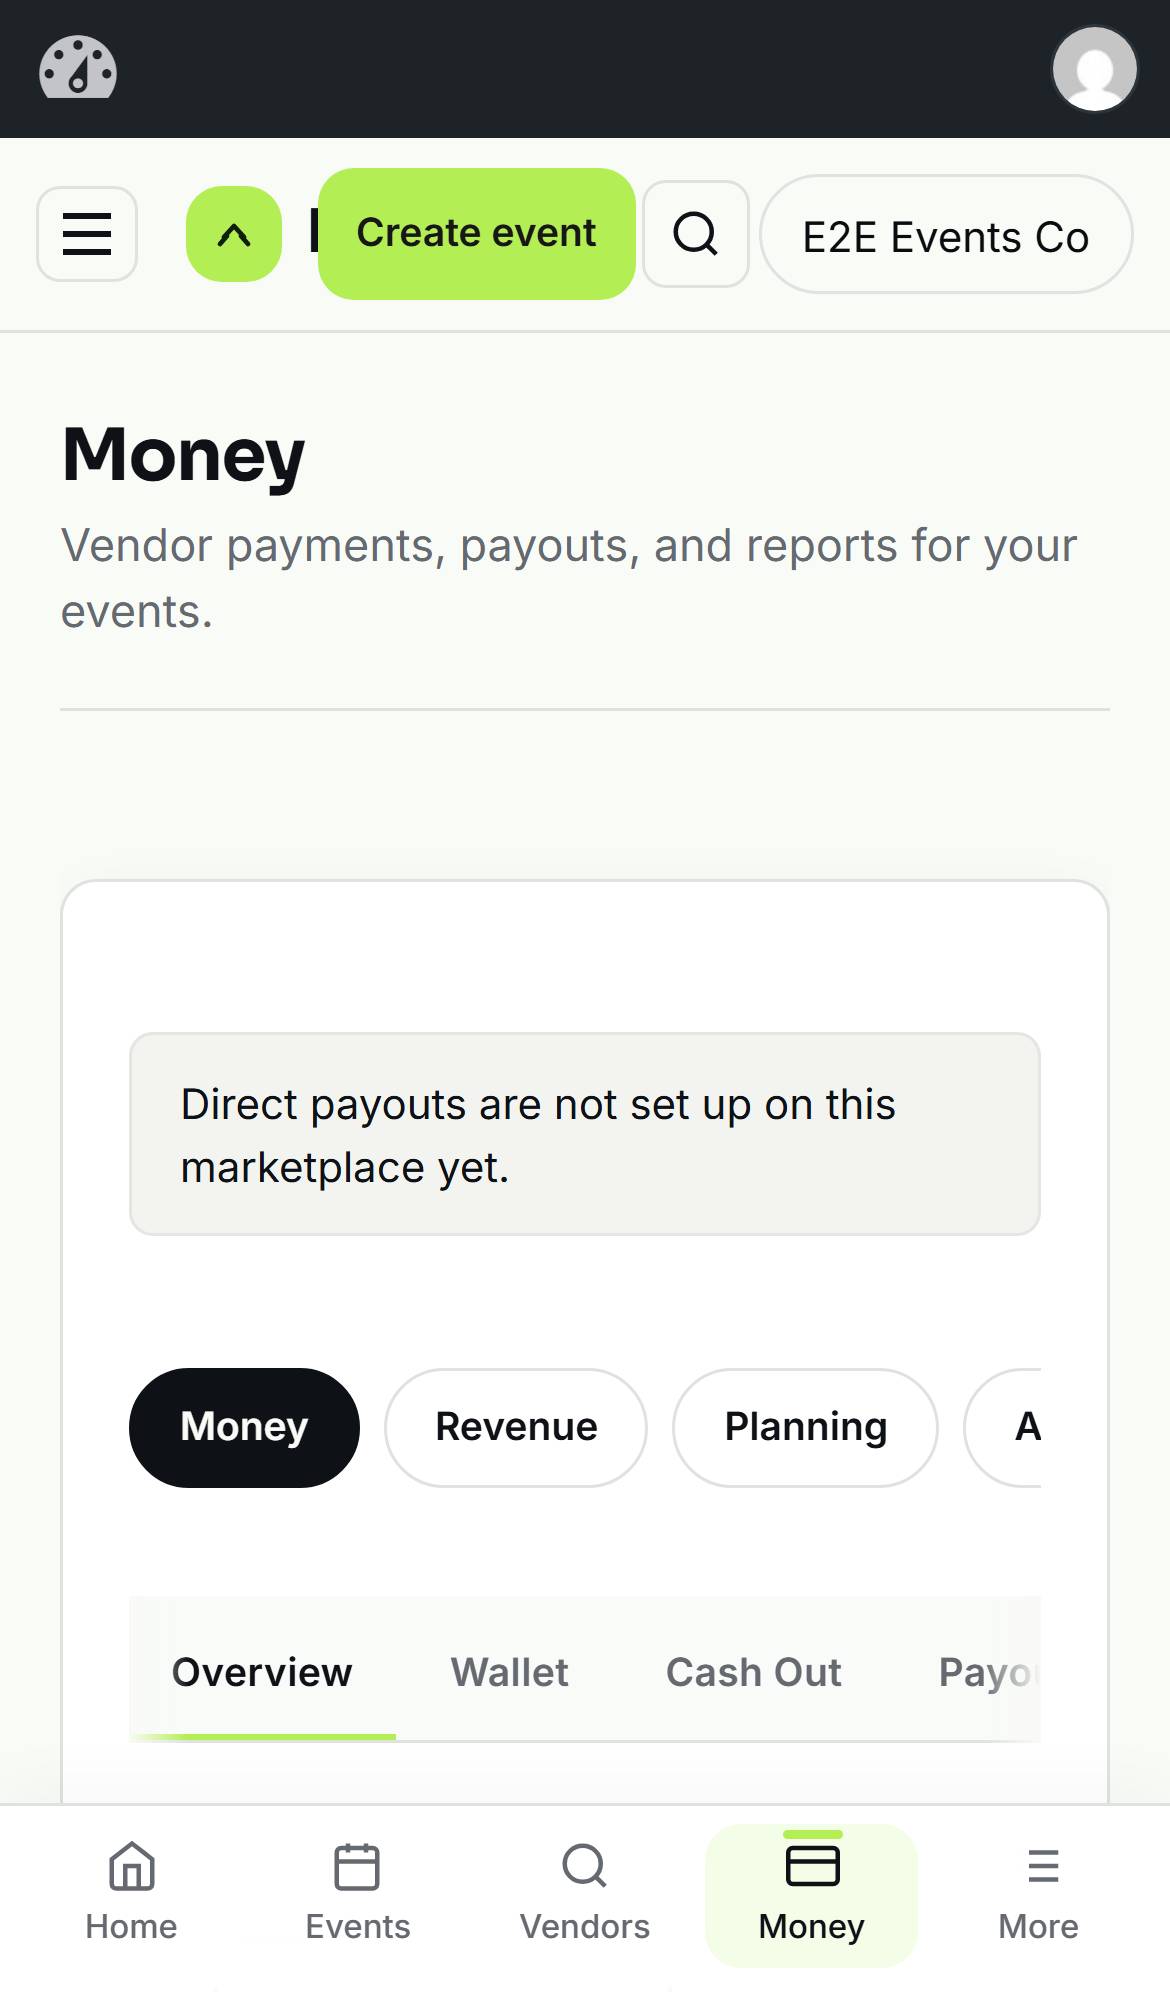 Create event
E2E Events Co
Money
Vendor payments, payouts, and reports for your
events.
Direct payouts are not set up on this
marketplace yet.
Money
Revenue
Planning
Overview
Wallet
Cash Out
Home
Events
Vendors
Money
More